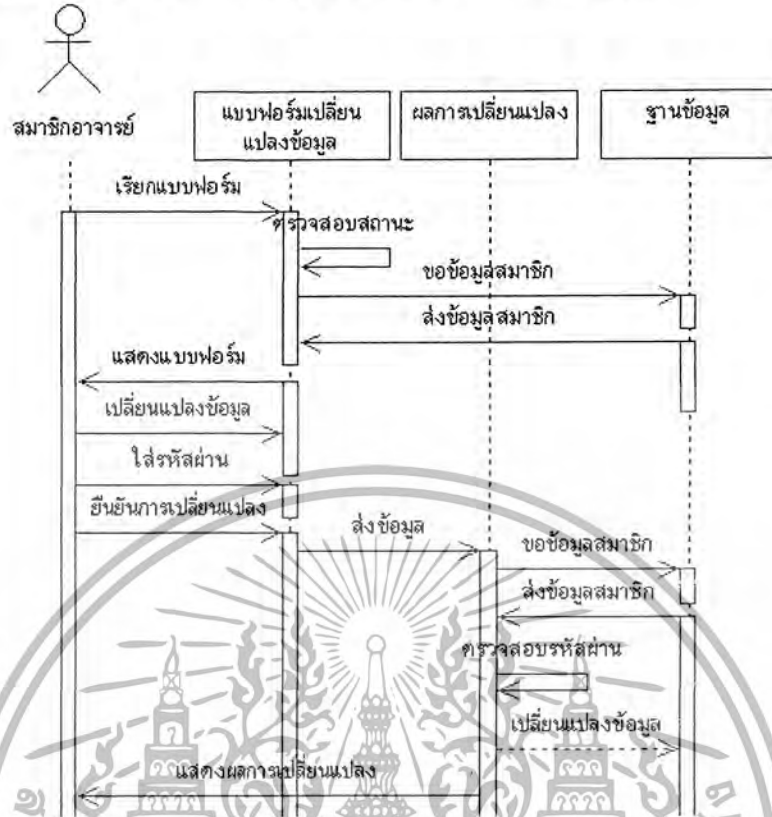 สมาชิกอาจารย์
แบบฟอร์มเปลี่ยน
แปลงข้อมูล
ผลการเปลี่ยนแปลง
ฐานข้อมูล
เรียกแบบฟอร์ม
ตรวจสอบสถานะ
ขอข้อมูลสมาชิก
ส่งข้อมูลสมาชิก
แสดงแบบฟอร์ม
เปลี่ยนแปลงข้อมูล
ใส่รหัสผ่าน
ยืนยันการเปลี่ยนแปลง
ส่งข้อมูล
ขอข้อมูลสมาชิก
ส่งข้อมูลสมาชิก
ตรวจสอบรหัสผ่าน
เปลี่ยนแปลงข้อมูล
แสดงผลการเปลี่ยนแปลง